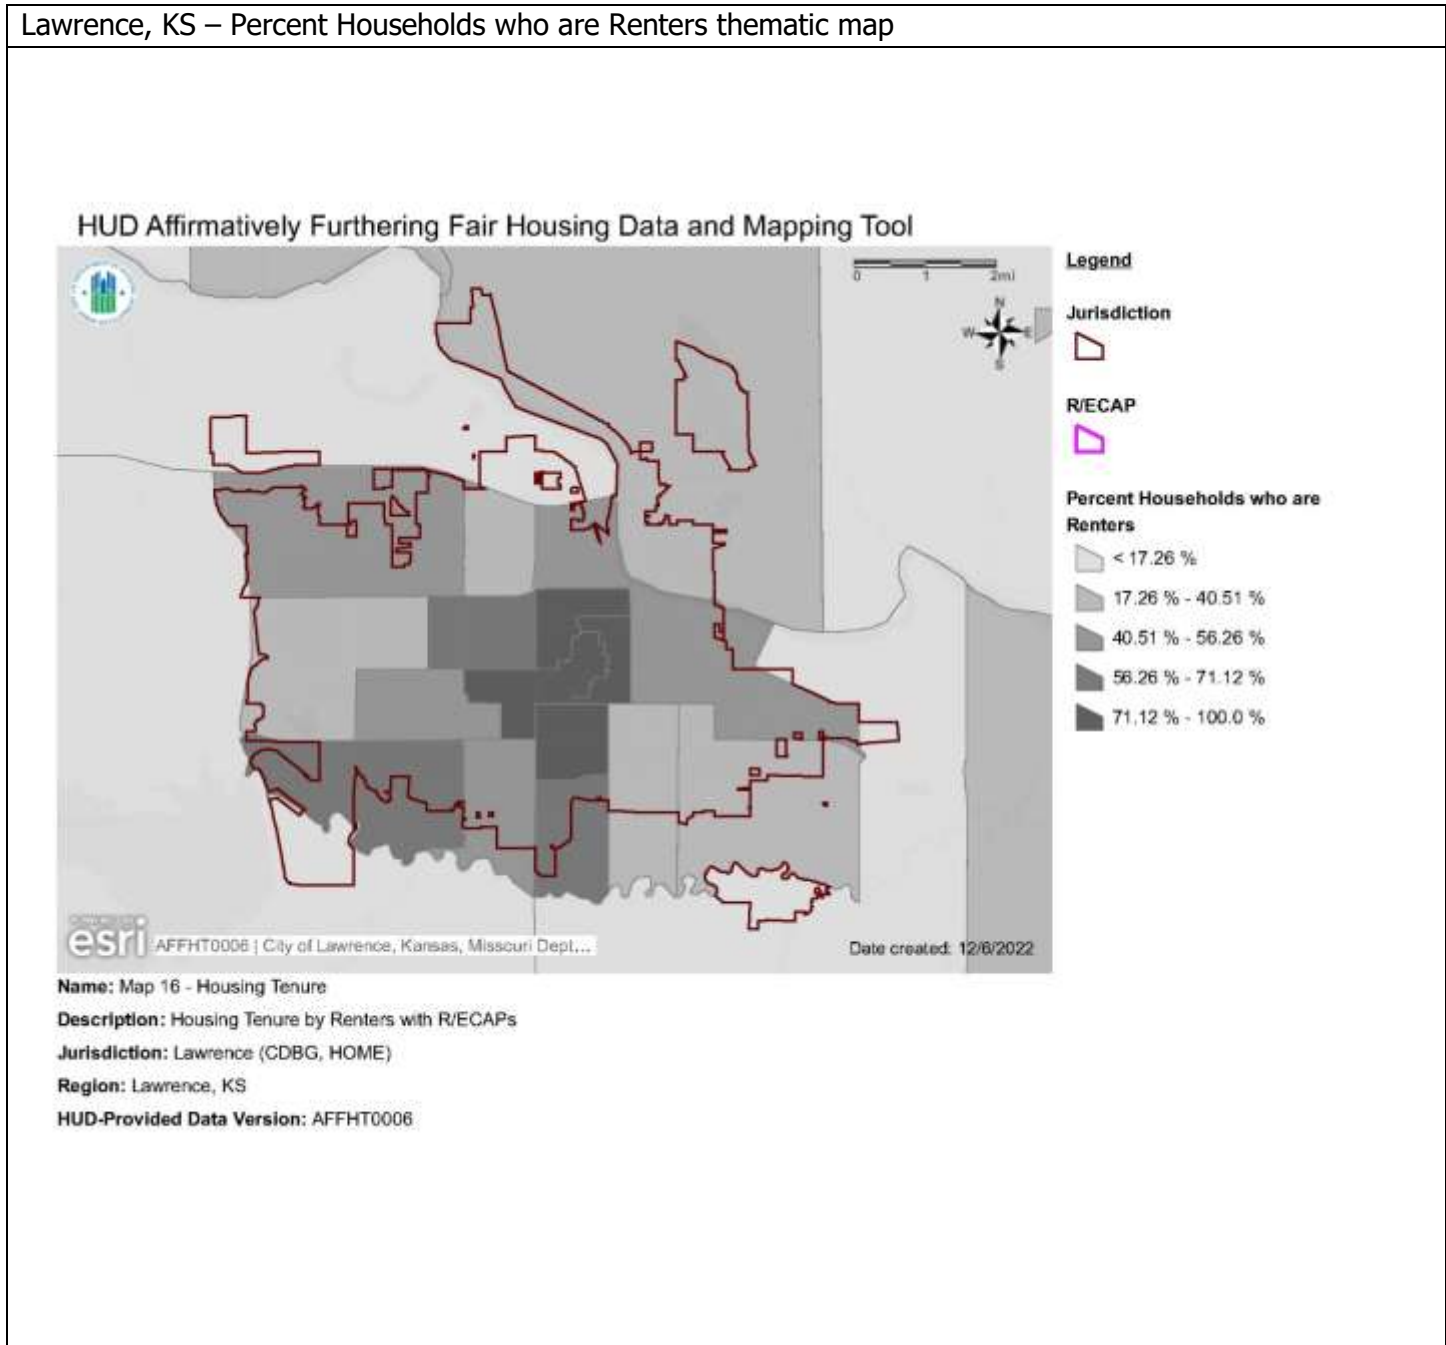 Lawrence, KS – Percent Households who are Renters thematic map
HUD Affirmatively Furthering Fair Housing Data and Mapping Tool
0 1 2mi
N
W E
S
Legend
Jurisdiction
R/ECAP
Percent Households who are
Renters
< 17.26 %
17.26 % - 40.51 %
40.51 % - 56.26 %
56.26 % - 71.12 %
71.12 % - 100.0 %
esri
AFFHT0006 | City of Lawrence, Kansas, Missouri Dept...
Date created: 12/6/2022
Name: Map 16 - Housing Tenure
Description: Housing Tenure by Renters with R/ECAPs
Jurisdiction: Lawrence (CDBG, HOME)
Region: Lawrence, KS
HUD-Provided Data Version: AFFHT0006